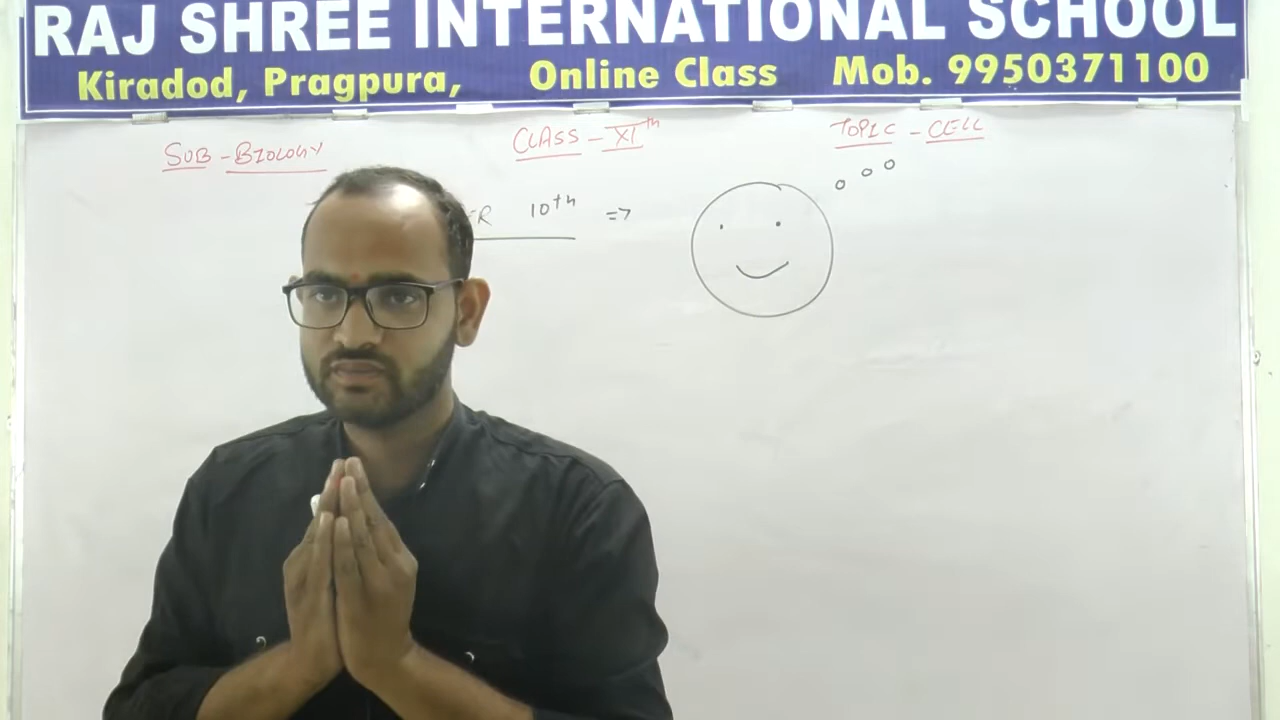 RAJ SHREE INTERNATIONAL SCHOOL
Kiradod, Pragpura, Online Class Mob. 9950371100
SUB - BIOLOGY CLASS - XIth TOPIC - CELL
10th =>